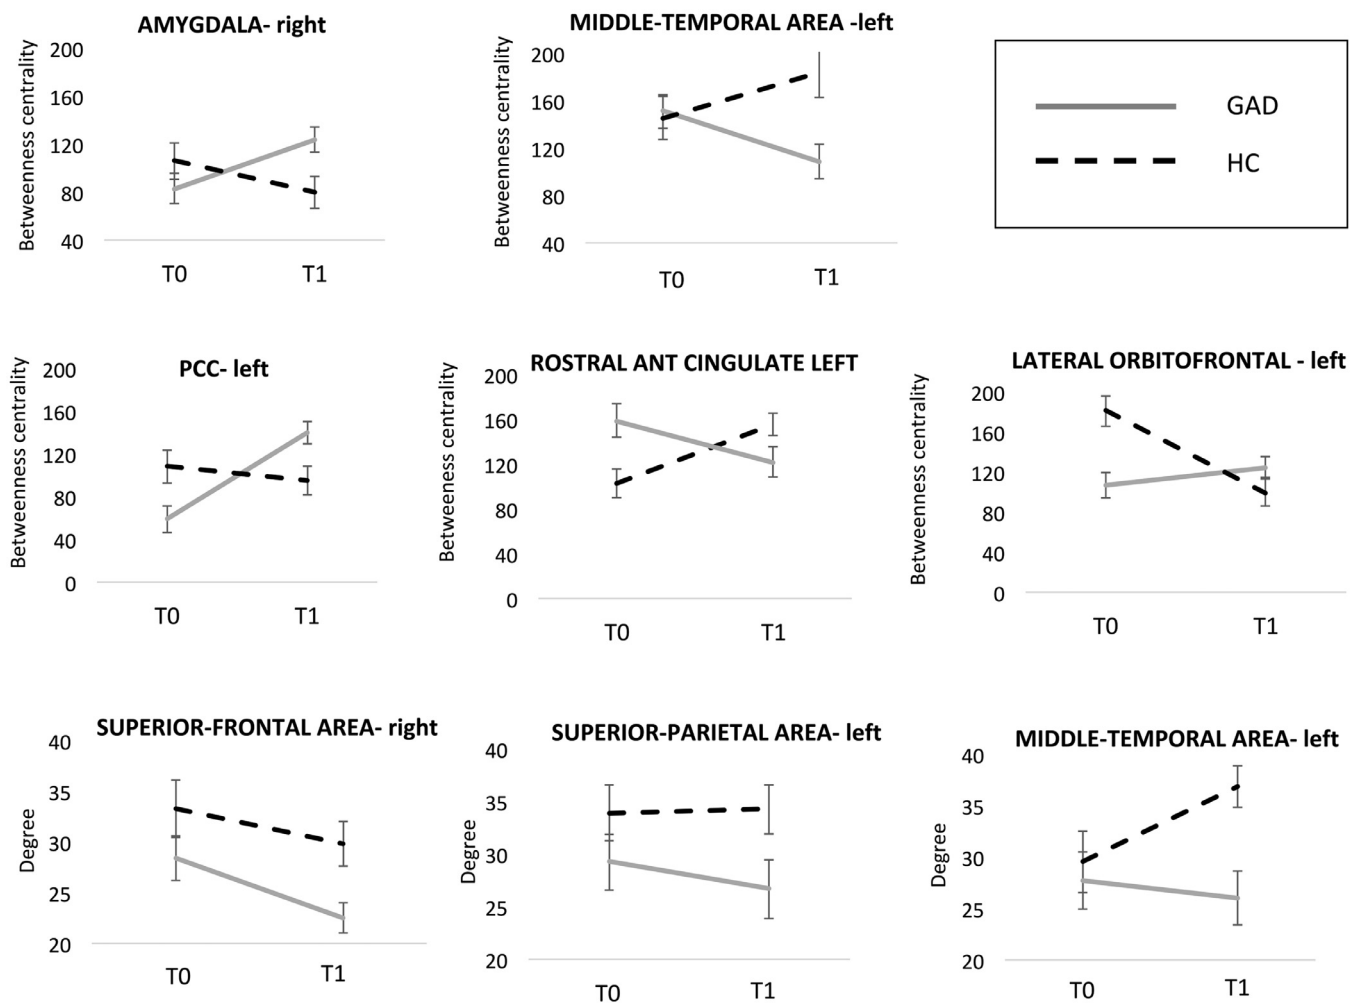 AMYGDALA- right
Betweenness centrality
200
160
120
80
40
T0 T1
MIDDLE-TEMPORAL AREA -left
Betweenness centrality
200
160
120
80
40
T0 T1
GAD
HC
PCC- left
Betweenness centrality
200
160
120
80
40
0
T0 T1
ROSTRAL ANT CINGULATE LEFT
Betweenness centrality
200
160
120
80
40
0
T0 T1
LATERAL ORBITOFRONTAL - left
Betweenness centrality
200
160
120
80
40
0
T0 T1
SUPERIOR-FRONTAL AREA- right
Degree
40
35
30
25
20
T0 T1
SUPERIOR-PARIETAL AREA- left
Degree
40
35
30
25
20
T0 T1
MIDDLE-TEMPORAL AREA- left
Degree
40
35
30
25
20
T0 T1